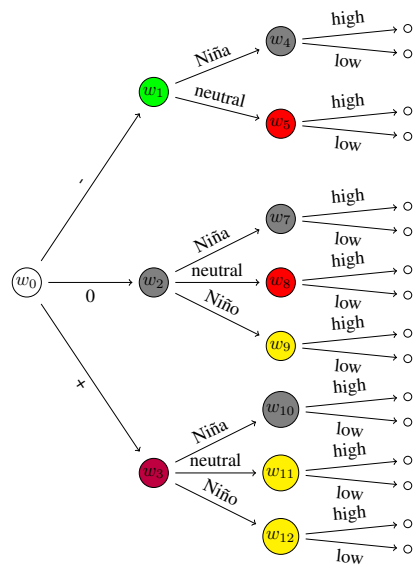 high
w₄
Niña
low
w₁
neutral
high
w₅
low
-
high
Niña
w₇
low
neutral
high
w₀
0
w₂
w₈
low
Niño
high
w₉
low
+
high
Niña
w₁₀
low
neutral
high
w₃
w₁₁
low
Niño
high
w₁₂
low